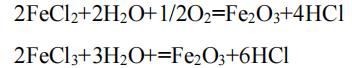 2FeCl₂+2H₂O+1/2O₂=Fe₂O₃+4HCl
2FeCl₃+3H₂O+=Fe₂O₃+6HCl